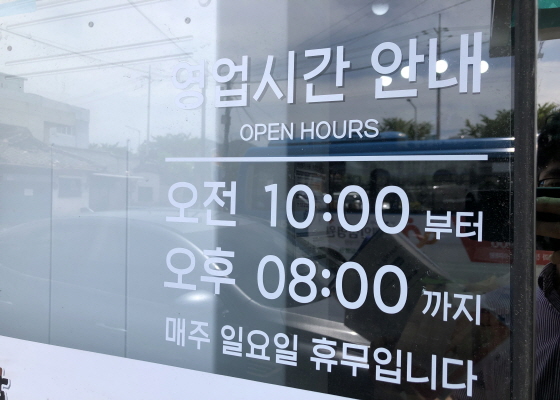 영업시간 안내
OPEN HOURS
오전 10:00 부터
오후 08:00 까지
매주 일요일 휴무입니다